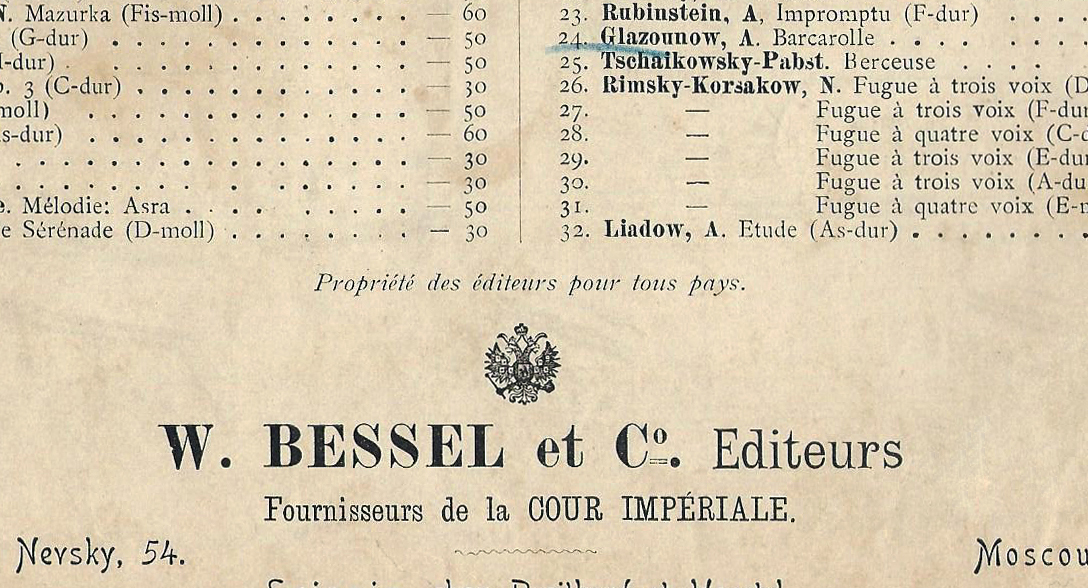 N. Mazurka (Fis-moll) . . . . . . . . — 60
(G-dur) . . . . . . . . . . . . — 50
-dur) . . . . . . . . . . . . . — 50
. 3 (C-dur) . . . . . . . . . . . — 30
moll) . . . . . . . . . . . . . — 50
s-dur) . . . . . . . . . . . . . — 60
. . . . . . . . . . . . . . . — 30
. . . . . . . . . . . . . . . — 30
e. Mélodie: Asra . . . . . . . . . — 50
e Sérénade (D-moll) . . . . . . . . — 30
23. Rubinstein, A, Impromptu (F-dur) . . . .
24. Glazounow, A. Barcarolle . . . . . .
25. Tschaikowsky-Pabst. Berceuse . . . .
26. Rimsky-Korsakow, N. Fugue à trois voix (D
27. — Fugue à trois voix (F-dur
28. — Fugue à quatre voix (C-d
29. — Fugue à trois voix (E-dur
30. — Fugue à trois voix (A-du
31. — Fugue à quatre voix (E-m
32. Liadow, A. Etude (As-dur) . . . . . . . .
Propriété des éditeurs pour tous pays.
W. BESSEL et Cº. Editeurs
Fournisseurs de la COUR IMPÉRIALE.
Nevsky, 54.
Moscou